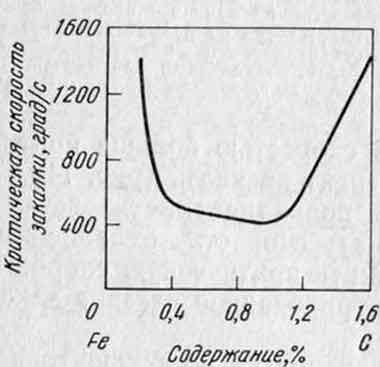 1600
1200
800
400
Критическая скорость
закалки, град/с
0 0,4 0,8 1,2 1,6
Fe C
Содержание,%